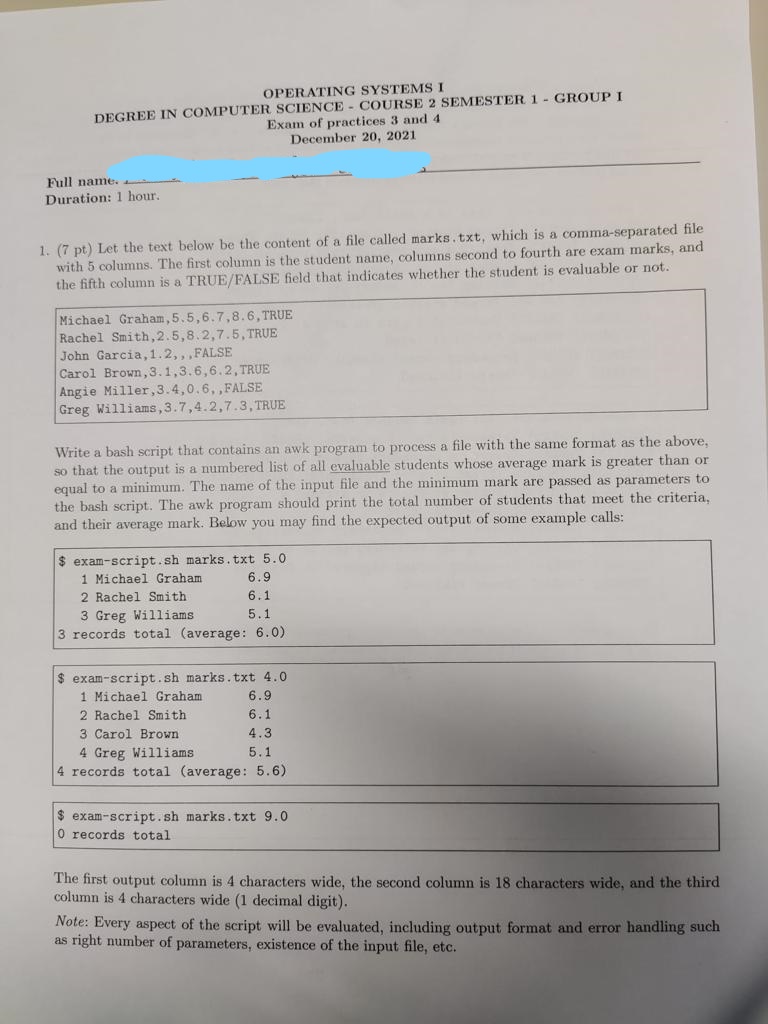 OPERATING SYSTEMS I
DEGREE IN COMPUTER SCIENCE - COURSE 2 SEMESTER 1 - GROUP I
Exam of practices 3 and 4
December 20, 2021
Full name:
Duration: 1 hour.
1. (7 pt) Let the text below be the content of a file called marks.txt, which is a comma-separated file
with 5 columns. The first column is the student name, columns second to fourth are exam marks, and
the fifth column is a TRUE/FALSE field that indicates whether the student is evaluable or not.
Michael Graham,5.5,6.7,8.6,TRUE
Rachel Smith,2.5,8.2,7.5,TRUE
John Garcia,1.2,,,FALSE
Carol Brown,3.1,3.6,6.2,TRUE
Angie Miller,3.4,0.6,,FALSE
Greg Williams,3.7,4.2,7.3,TRUE
Write a bash script that contains an awk program to process a file with the same format as the above,
so that the output is a numbered list of all evaluable students whose average mark is greater than or
equal to a minimum. The name of the input file and the minimum mark are passed as parameters to
the bash script. The awk program should print the total number of students that meet the criteria,
and their average mark. Below you may find the expected output of some example calls:
$ exam-script.sh marks.txt 5.0
1 Michael Graham 6.9
2 Rachel Smith 6.1
3 Greg Williams 5.1
3 records total (average: 6.0)
$ exam-script.sh marks.txt 4.0
1 Michael Graham 6.9
2 Rachel Smith 6.1
3 Carol Brown 4.3
4 Greg Williams 5.1
4 records total (average: 5.6)
$ exam-script.sh marks.txt 9.0
0 records total
The first output column is 4 characters wide, the second column is 18 characters wide, and the third
column is 4 characters wide (1 decimal digit).
Note: Every aspect of the script will be evaluated, including output format and error handling such
as right number of parameters, existence of the input file, etc.